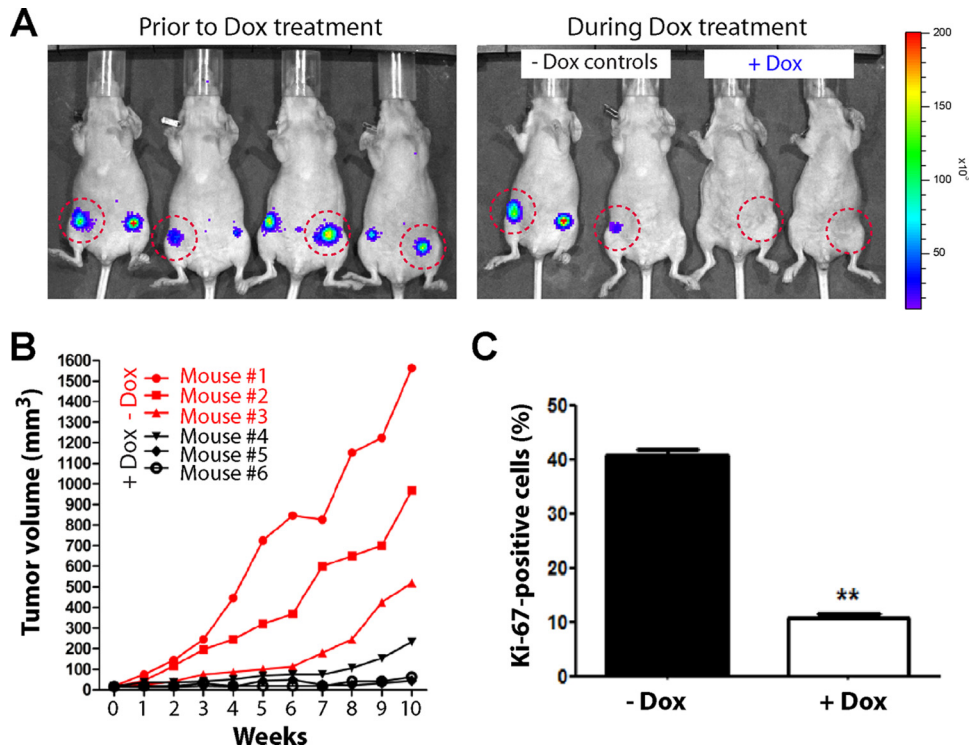 A
Prior to Dox treatment
During Dox treatment
- Dox controls
+ Dox
200
150
100
50
B
Tumor volume (mm³)
1600
1500
1400
1300
1200
1100
1000
900
800
700
600
500
400
300
200
100
0
- Dox
+ Dox
Mouse #1
Mouse #2
Mouse #3
Mouse #4
Mouse #5
Mouse #6
0 1 2 3 4 5 6 7 8 9 10
Weeks
C
Ki-67-positive cells (%)
50
40
30
20
10
0
**
- Dox
+ Dox